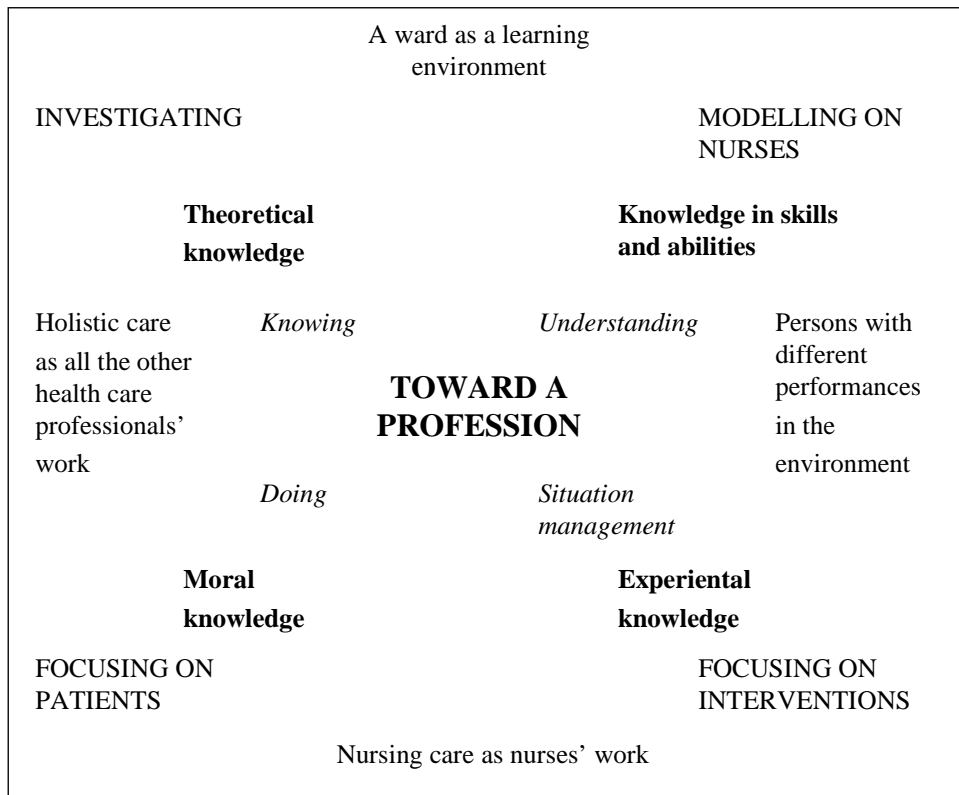 A ward as a learning
environment
INVESTIGATING
MODELLING ON
NURSES
Theoretical
knowledge
Knowledge in skills
and abilities
Holistic care
as all the other
health care
professionals’
work
Knowing
Understanding
Persons with
different
performances
in the
environment
TOWARD A
PROFESSION
Doing
Situation
management
Moral
knowledge
Experiental
knowledge
FOCUSING ON
PATIENTS
FOCUSING ON
INTERVENTIONS
Nursing care as nurses’ work